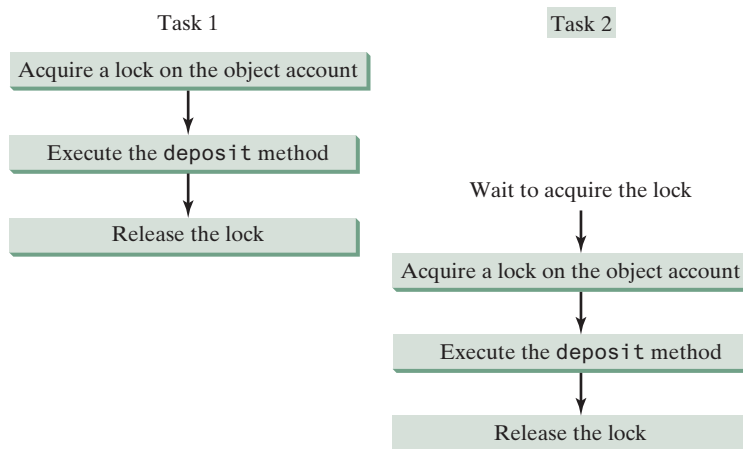 Task 1
Task 2
Acquire a lock on the object account
Execute the deposit method
Wait to acquire the lock
Release the lock
Acquire a lock on the object account
Execute the deposit method
Release the lock